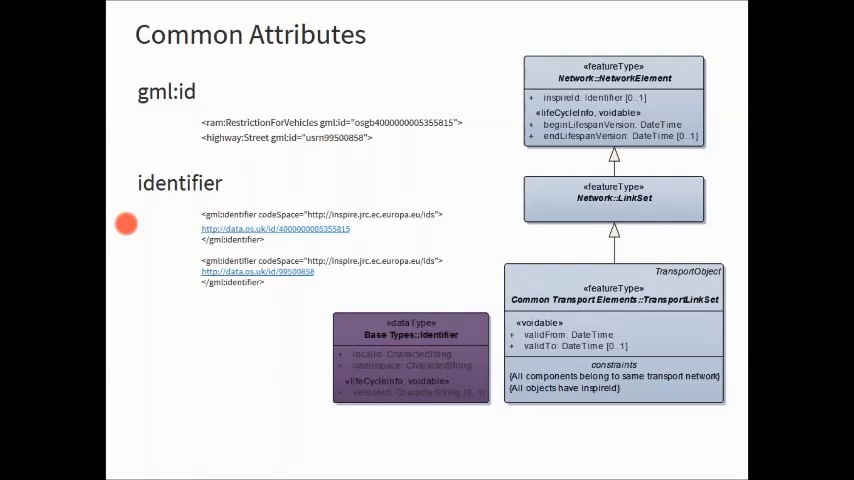 Common Attributes
gml:id
<ram:RestrictionForVehicles gml:id="osgb4000000005355815">
<highway:Street gml:id="usrn99500858">
identifier
<gml:identifier codeSpace="http://inspire.jrc.ec.europa.eu/ids">
http://data.os.uk/id/4000000005355815
</gml:identifier>
<gml:identifier codeSpace="http://inspire.jrc.ec.europa.eu/ids">
http://data.os.uk/id/99500858
</gml:identifier>
«featureType»
Network::NetworkElement
+ inspireId: Identifier [0..1]
«lifeCycleInfo, voidable»
+ beginLifespanVersion: DateTime
+ endLifespanVersion: DateTime [0..1]
«featureType»
Network::LinkSet
TransportObject
«featureType»
Common Transport Elements::TransportLinkSet
«voidable»
+ validFrom: DateTime
+ validTo: DateTime [0..1]
constraints
{All components belong to same transport network}
{All objects have inspireId}
«dataType»
Base Types::Identifier
+ localId: CharacterString
+ namespace: CharacterString
«lifeCycleInfo, voidable»
+ versionId: CharacterString [0..1]